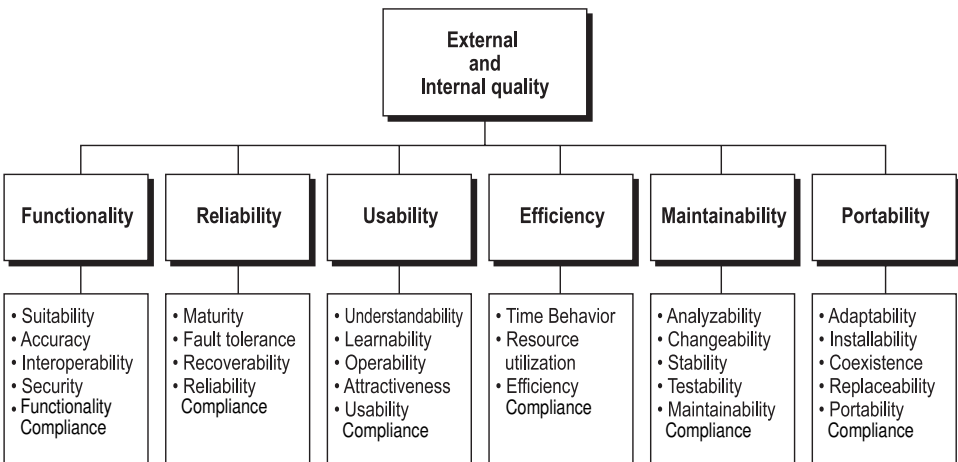 External
and
Internal quality
Functionality
Reliability
Usability
Efficiency
Maintainability
Portability
• Suitability
• Accuracy
• Interoperability
• Security
• Functionality
Compliance
• Maturity
• Fault tolerance
• Recoverability
• Reliability
Compliance
• Understandability
• Learnability
• Operability
• Attractiveness
• Usability
Compliance
• Time Behavior
• Resource
utilization
• Efficiency
Compliance
• Analyzability
• Changeability
• Stability
• Testability
• Maintainability
Compliance
• Adaptability
• Installability
• Coexistence
• Replaceability
• Portability
Compliance